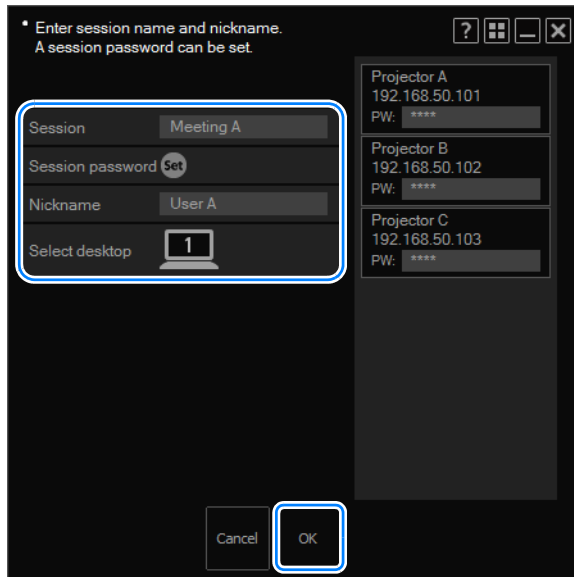 • Enter session name and nickname.
A session password can be set.
?
Session Meeting A
Session password Set
Nickname User A
Select desktop 1
Projector A
192.168.50.101
PW: ****
Projector B
192.168.50.102
PW: ****
Projector C
192.168.50.103
PW: ****
Cancel OK